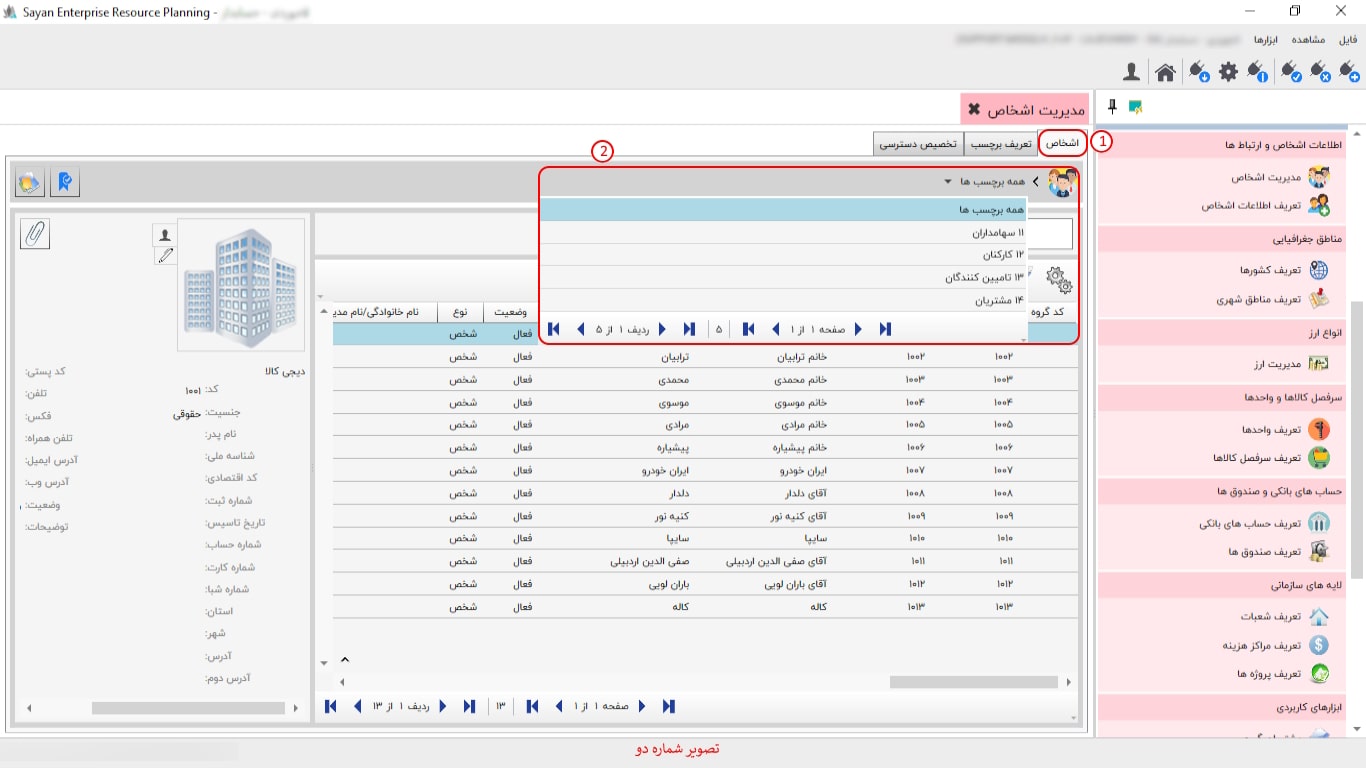 Sayan Enterprise Resource Planning -
فایل مشاهده ابزارها
مدیریت اشخاص
اشخاص تعریف برچسب تخصیص دسترسی
1
2
همه برچسب ها
همه برچسب ها
۱۱ سهامداران
۱۲ کارکنان
۱۳ تامیین کنندگان
۱۴ مشتریان
صفحه ۱ از ۱ ۵ ردیف ۱ از ۵
کد گروه وضعیت نوع نام خانوادگی/نام مدی
فعال شخص
۱۰۰۲ ۱۰۰۲ خانم ترابیان ترابیان فعال شخص
۱۰۰۳ ۱۰۰۳ خانم محمدی محمدی فعال شخص
۱۰۰۴ ۱۰۰۴ خانم موسوی موسوی فعال شخص
۱۰۰۵ ۱۰۰۵ خانم مرادی مرادی فعال شخص
۱۰۰۶ ۱۰۰۶ خانم پیشیاره پیشیاره فعال شخص
۱۰۰۷ ۱۰۰۷ ایران خودرو ایران خودرو فعال شخص
۱۰۰۸ ۱۰۰۸ آقای دلدار دلدار فعال شخص
۱۰۰۹ ۱۰۰۹ آقای کنیه نور کنیه نور فعال شخص
۱۰۱۰ ۱۰۱۰ سایپا سایپا فعال شخص
۱۰۱۱ ۱۰۱۱ آقای صفی الدین اردبیلی صفی الدین اردبیلی فعال شخص
۱۰۱۲ ۱۰۱۲ آقای باران لویی باران لویی فعال شخص
۱۰۱۳ ۱۰۱۳ کاله کاله فعال شخص
صفحه ۱ از ۱ ۱۳ ردیف ۱ از ۱۳
دیجی کالا
کد: ۱۰۰۱
جنسیت: حقوقی
نام پدر:
شناسه ملی:
کد اقتصادی:
شماره ثبت:
تاریخ تاسیس:
شماره حساب:
شماره کارت:
شماره شبا:
استان:
شهر:
آدرس:
آدرس دوم:
کد پستی:
تلفن:
فکس:
تلفن همراه:
آدرس ایمیل:
آدرس وب:
وضعیت:
توضیحات:
اطلاعات اشخاص و ارتباط ها
مدیریت اشخاص
تعریف اطلاعات اشخاص
مناطق جغرافیایی
تعریف کشورها
تعریف مناطق شهری
انواع ارز
مدیریت ارز
سرفصل کالاها و واحدها
تعریف واحدها
تعریف سرفصل کالاها
حساب های بانکی و صندوق ها
تعریف حساب های بانکی
تعریف صندوق ها
لایه های سازمانی
تعریف شعبات
تعریف مراکز هزینه
تعریف پروژه ها
ابزارهای کاربردی
تصویر شماره دو